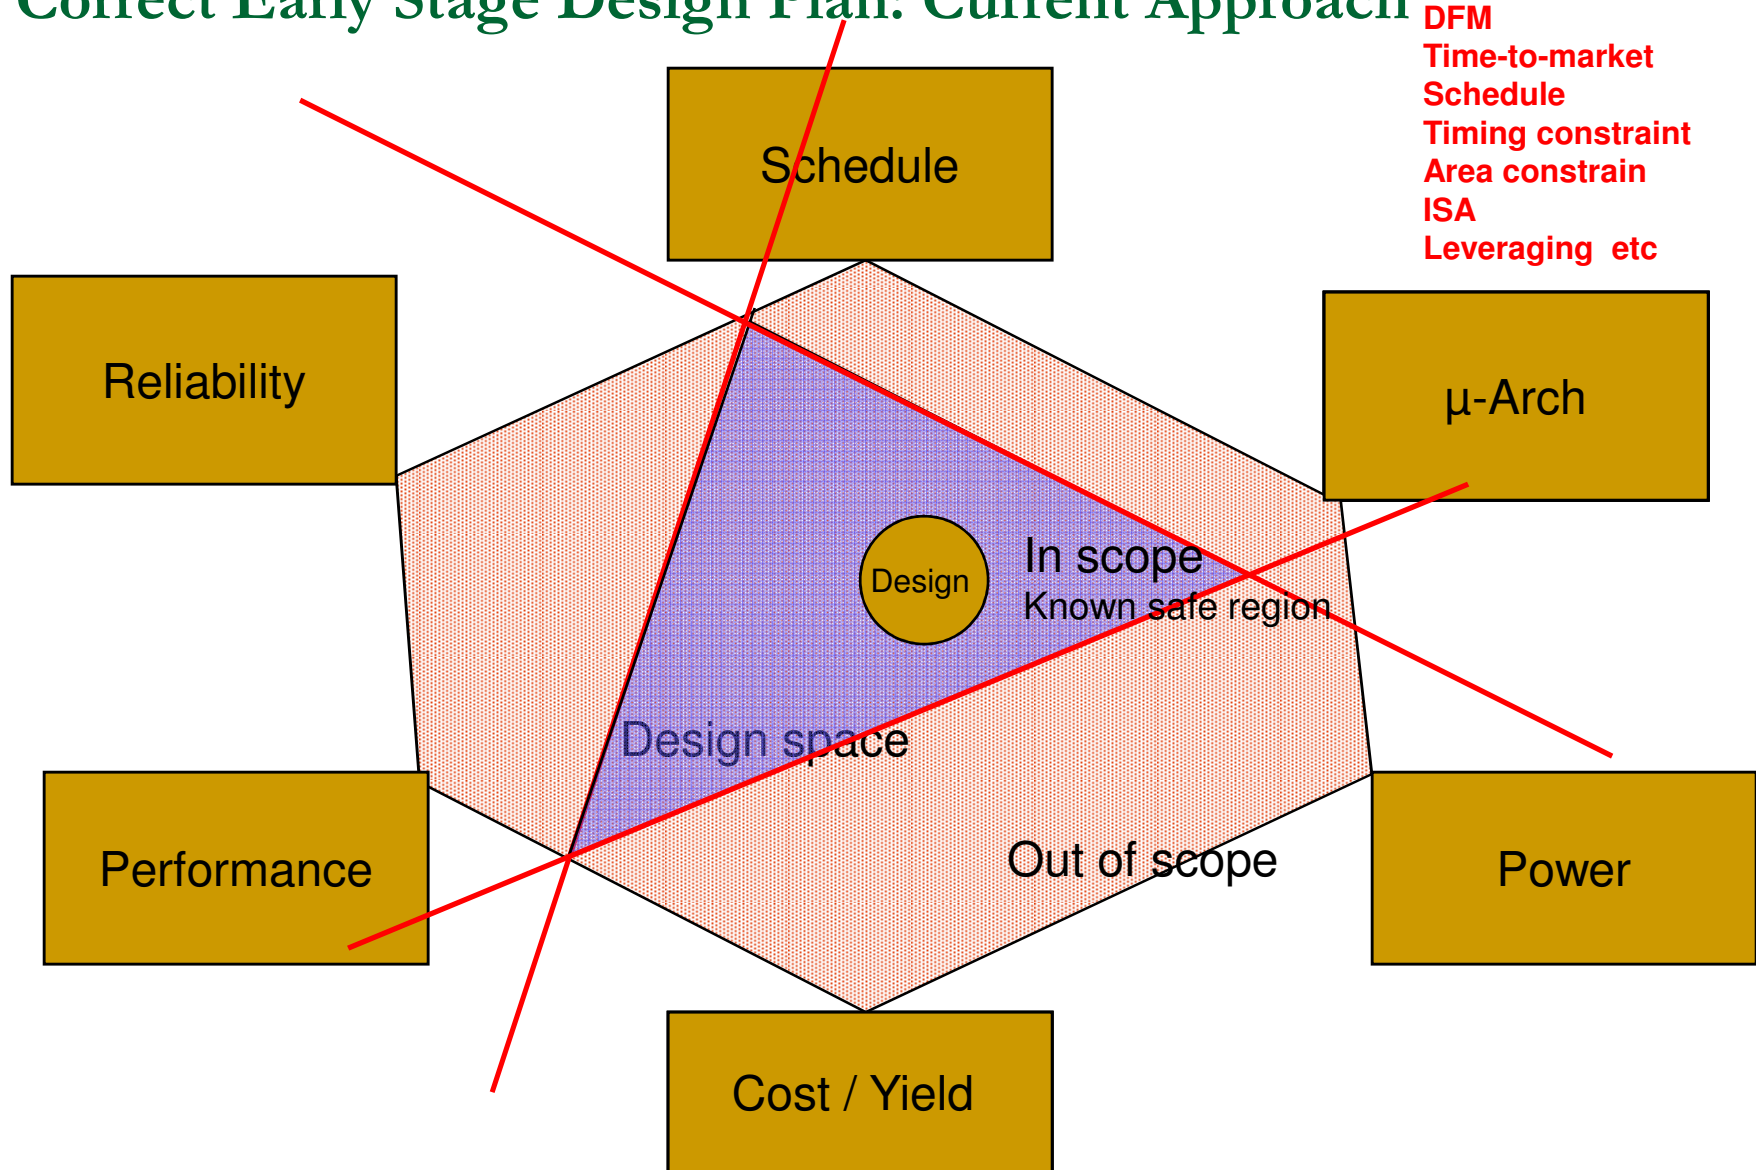 Correct Early Stage Design Plan: Current Approach
DFM
Time-to-market
Schedule
Timing constraint
Area constrain
ISA
Leveraging  etc
Schedule
Reliability
µ-Arch
In scope
Design
Known safe region
Design space
Out of scope
Performance
Power
Cost / Yield